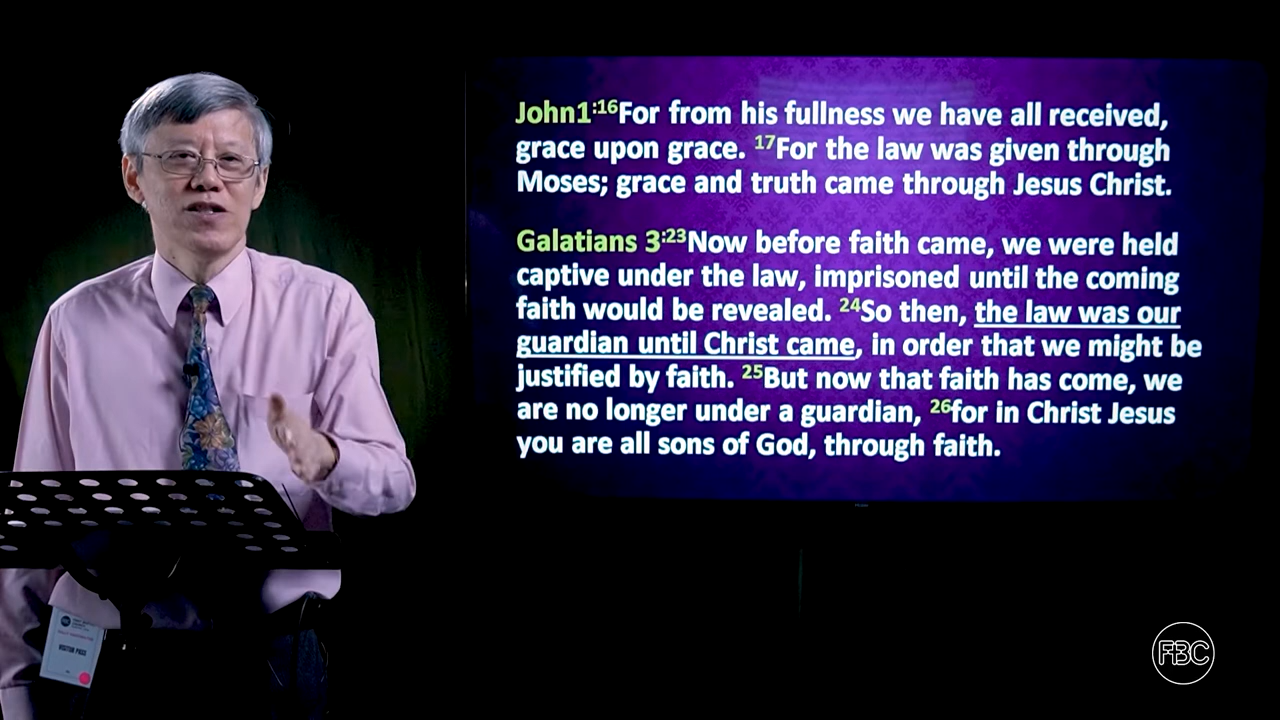 John1:16For from his fullness we have all received,
grace upon grace. 17For the law was given through
Moses; grace and truth came through Jesus Christ.
Galatians 3:23Now before faith came, we were held
captive under the law, imprisoned until the coming
faith would be revealed. 24So then, the law was our
guardian until Christ came, in order that we might be
justified by faith. 25But now that faith has come, we
are no longer under a guardian, 26for in Christ Jesus
you are all sons of God, through faith.
VISITOR PASS
FBC